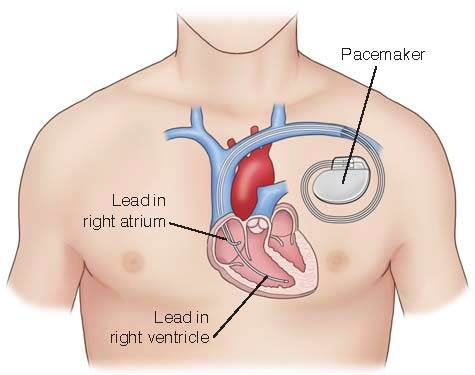 Pacemaker
Lead in
right atrium
Lead in
right ventricle